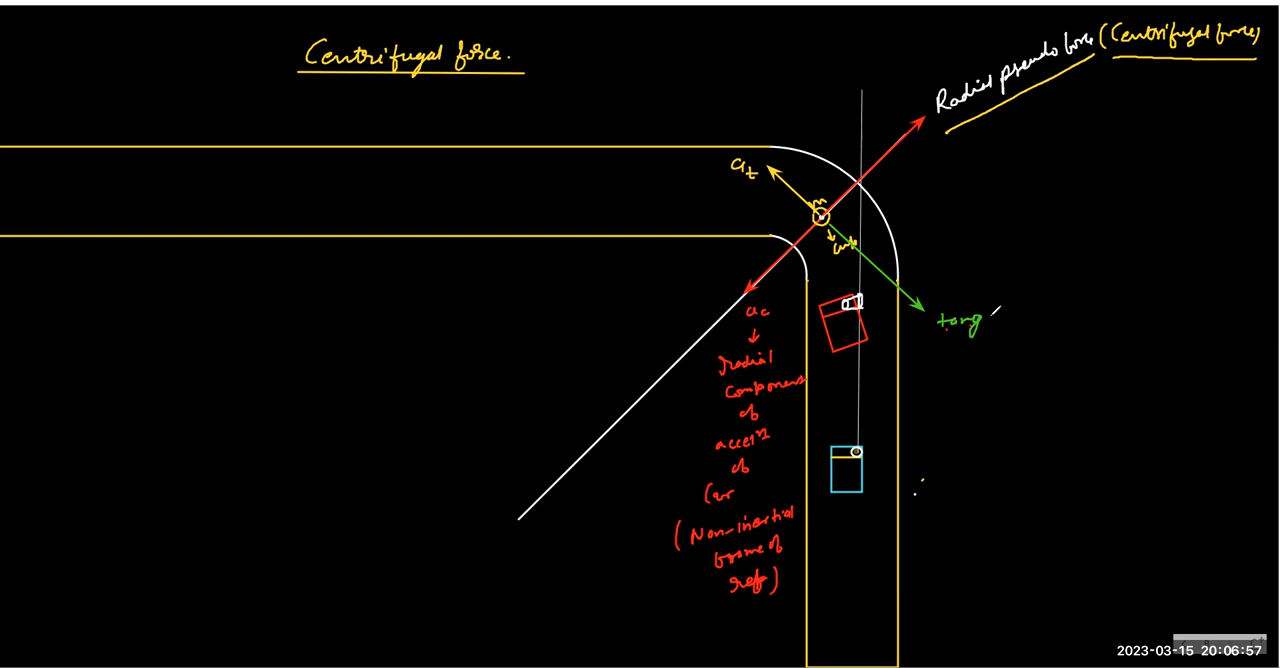 Centrifugal force.
Radial pseudo force (Centrifugal force)
at
m
car
tang
ac
radial
component
of
acceln
of
Car
(Non-inertial
frame of
ref)
2023-03-15 20:06:57